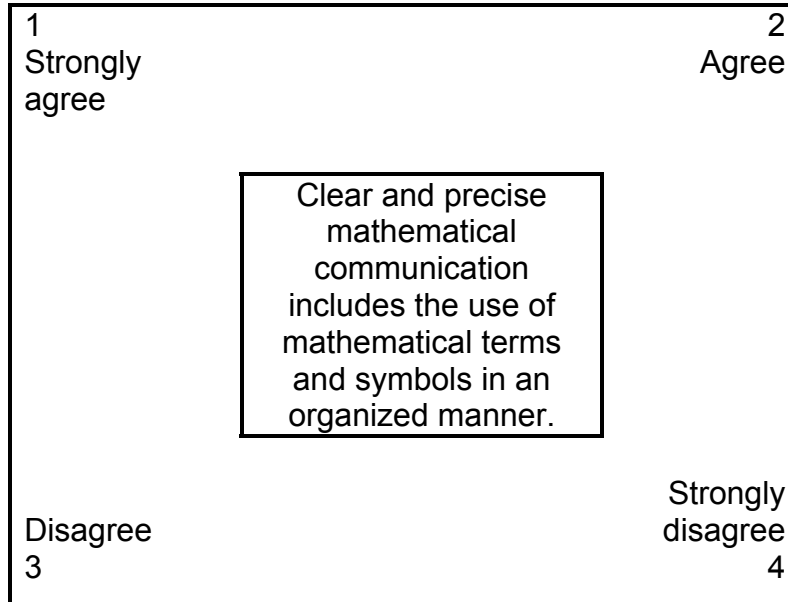 1
Strongly
agree
2
Agree
Clear and precise
mathematical
communication
includes the use of
mathematical terms
and symbols in an
organized manner.
Disagree
3
Strongly
disagree
4